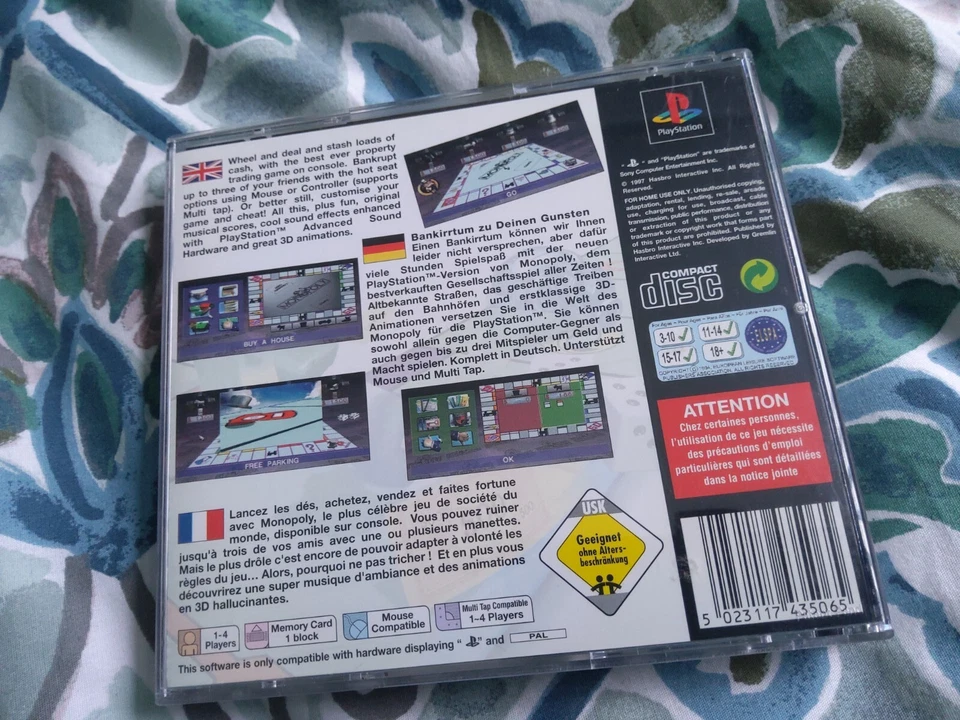 Wheel and deal and stash loads of
cash, with the best ever property
trading game on console. Bankrupt
up to three of your friends with the hot seat
options using Mouse or Controller (supports
Multi tap). Or better still, customise your
game and cheat! All this, plus fun, original
musical scores, cool sound effects enhanced
with PlayStation™ Advanced Sound
Hardware and great 3D animations.
GO
BUY A HOUSE
Bankirrtum zu Deinen Gunsten
Einen Bankirrtum können wir Ihnen
leider nicht versprechen, aber dafür
viele Stunden Spielspaß mit der neuen
PlayStation™-Version von Monopoly, dem
bestverkauften Gesellschaftsspiel aller Zeiten !
Altbekannte Straßen, das geschäftige Treiben
auf den Bahnhöfen und erstklassige 3D-
Animationen versetzen Sie in die Welt des
Monopoly für die PlayStation™. Sie können
sowohl allein gegen die Computer-Gegner als
auch gegen bis zu drei Mitspieler um Geld und
Macht spielen. Komplett in Deutsch. Unterstützt
Mouse und Multi Tap.
FREE PARKING
OK
Lancez les dés, achetez, vendez et faites fortune
avec Monopoly, le plus célèbre jeu de société du
monde, disponible sur console. Vous pouvez ruiner
jusqu'à trois de vos amis avec une ou plusieurs manettes.
Mais le plus drôle c'est encore de pouvoir adapter à volonté les
règles du jeu... Alors, pourquoi ne pas tricher ! Et en plus vous
découvrirez une super musique d'ambiance et des animations
en 3D hallucinantes.
USK
Geeignet
ohne Alters-
beschränkung
1-4
Players
Memory Card
1 block
Mouse
Compatible
Multi Tap Compatible
1-4 Players
This software is only compatible with hardware displaying " " and PAL
PlayStation
" " and "PlayStation" are trademarks of
Sony Computer Entertainment Inc.
© 1997 Hasbro Interactive Inc. All Rights
Reserved.
FOR HOME USE ONLY. Unauthorised copying,
adaptation, rental, lending, re-sale, arcade
use, charging for use, broadcast, cable
transmission, public performance, distribution
or extraction of this product or any
trademark or copyright work that forms part
of this product are prohibited. Published by
Hasbro Interactive Inc. Developed by Gremlin
Interactive Ltd.
COMPACT
disc
3-10
11-14
15-17
18+
ATTENTION
Chez certaines personnes,
l'utilisation de ce jeu nécessite
des précautions d'emploi
particulières qui sont détaillées
dans la notice jointe
5 023117 435065